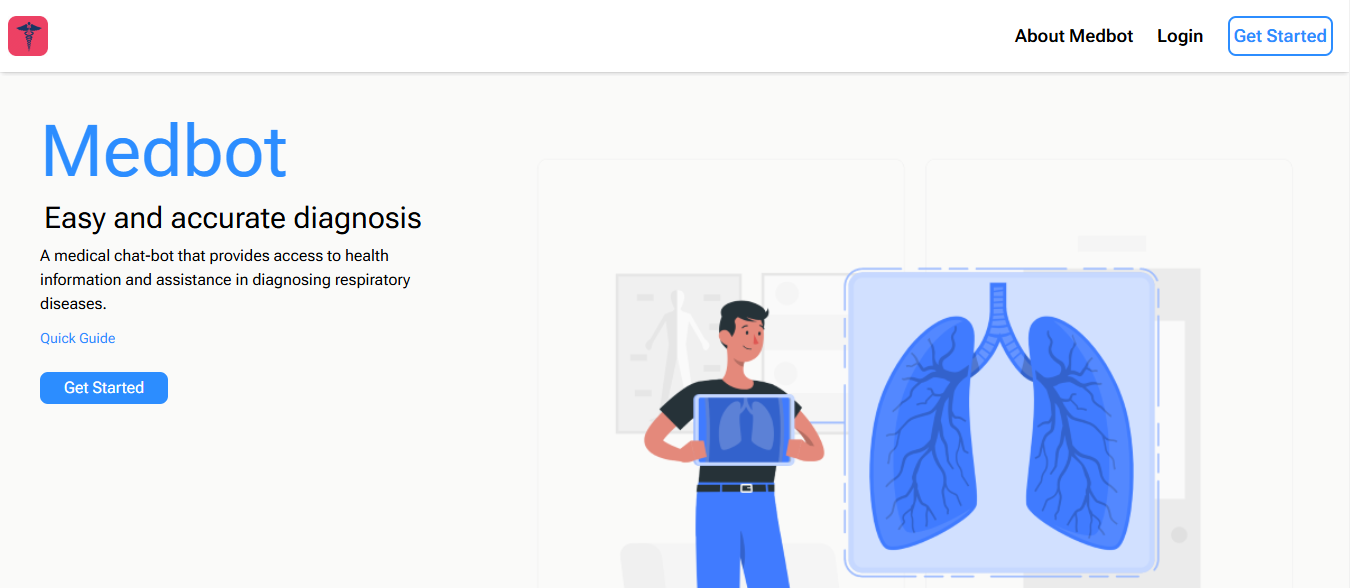 About Medbot
Login
Get Started
Medbot
Easy and accurate diagnosis
A medical chat-bot that provides access to health
information and assistance in diagnosing respiratory
diseases.
Quick Guide
Get Started